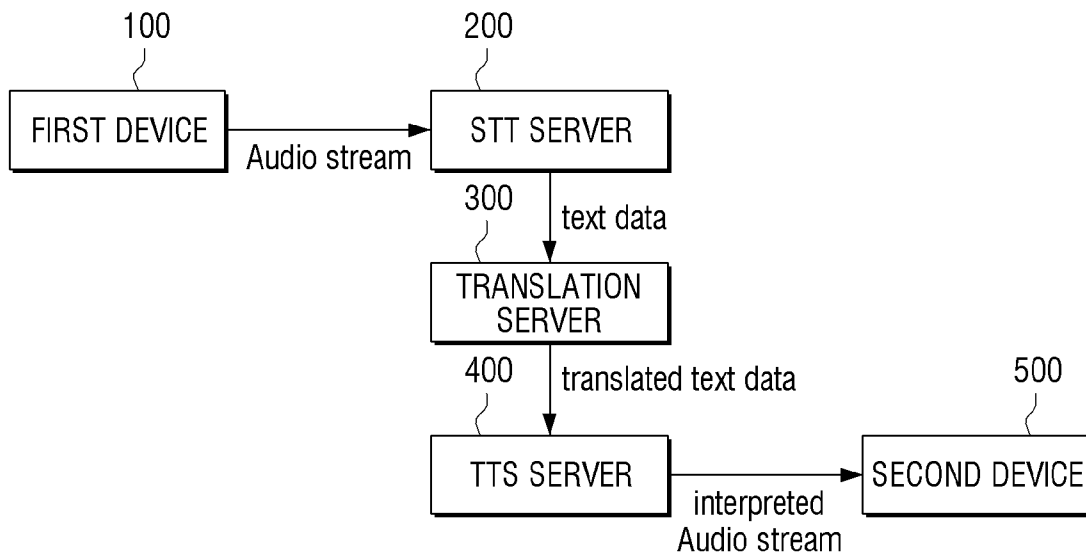 100
200
FIRST DEVICE
STT SERVER
Audio stream
300
text data
TRANSLATION
SERVER
400
translated text data
500
TTS SERVER
SECOND DEVICE
interpreted
Audio stream